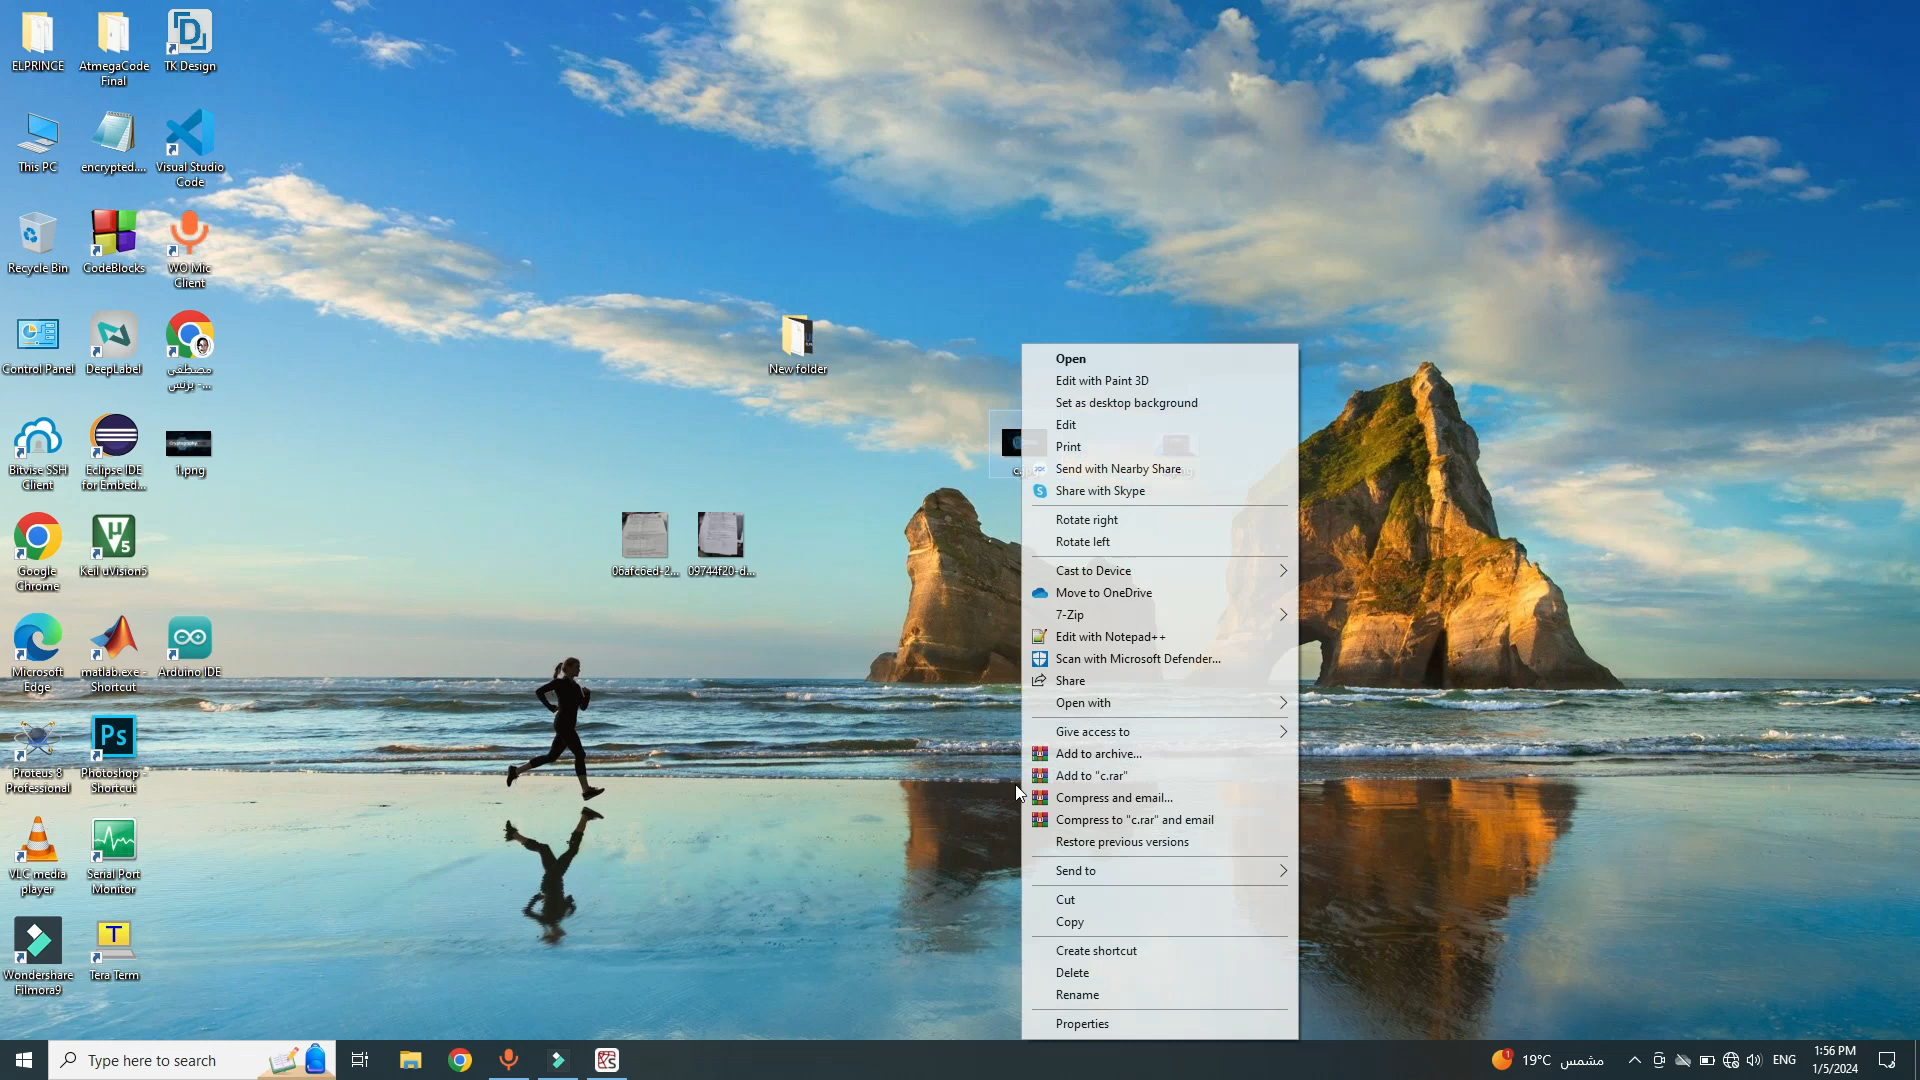 ELPRINCE
AtmegaCode
Final
TK Design
This PC
encrypted....
Visual Studio
Code
Recycle Bin
CodeBlocks
WO Mic
Client
Control Panel
DeepLabel
مصطفى
برنس - ...
Bitvise SSH
Client
Eclipse IDE
for Embed...
1.png
Google
Chrome
Keil uVision5
Microsoft
Edge
matlab.exe -
Shortcut
Arduino IDE
Proteus 8
Professional
Photoshop -
Shortcut
VLC media
player
Serial Port
Monitor
Wondershare
Filmora9
Tera Term
New folder
06afc6ed-2...
09744f20-d...
Open
Edit with Paint 3D
Set as desktop background
Edit
Print
Send with Nearby Share
Share with Skype
Rotate right
Rotate left
Cast to Device
Move to OneDrive
7-Zip
Edit with Notepad++
Scan with Microsoft Defender...
Share
Open with
Give access to
Add to archive...
Add to "c.rar"
Compress and email...
Compress to "c.rar" and email
Restore previous versions
Send to
Cut
Copy
Create shortcut
Delete
Rename
Properties
Type here to search
19°C مشمس
ENG
1:56 PM
1/5/2024